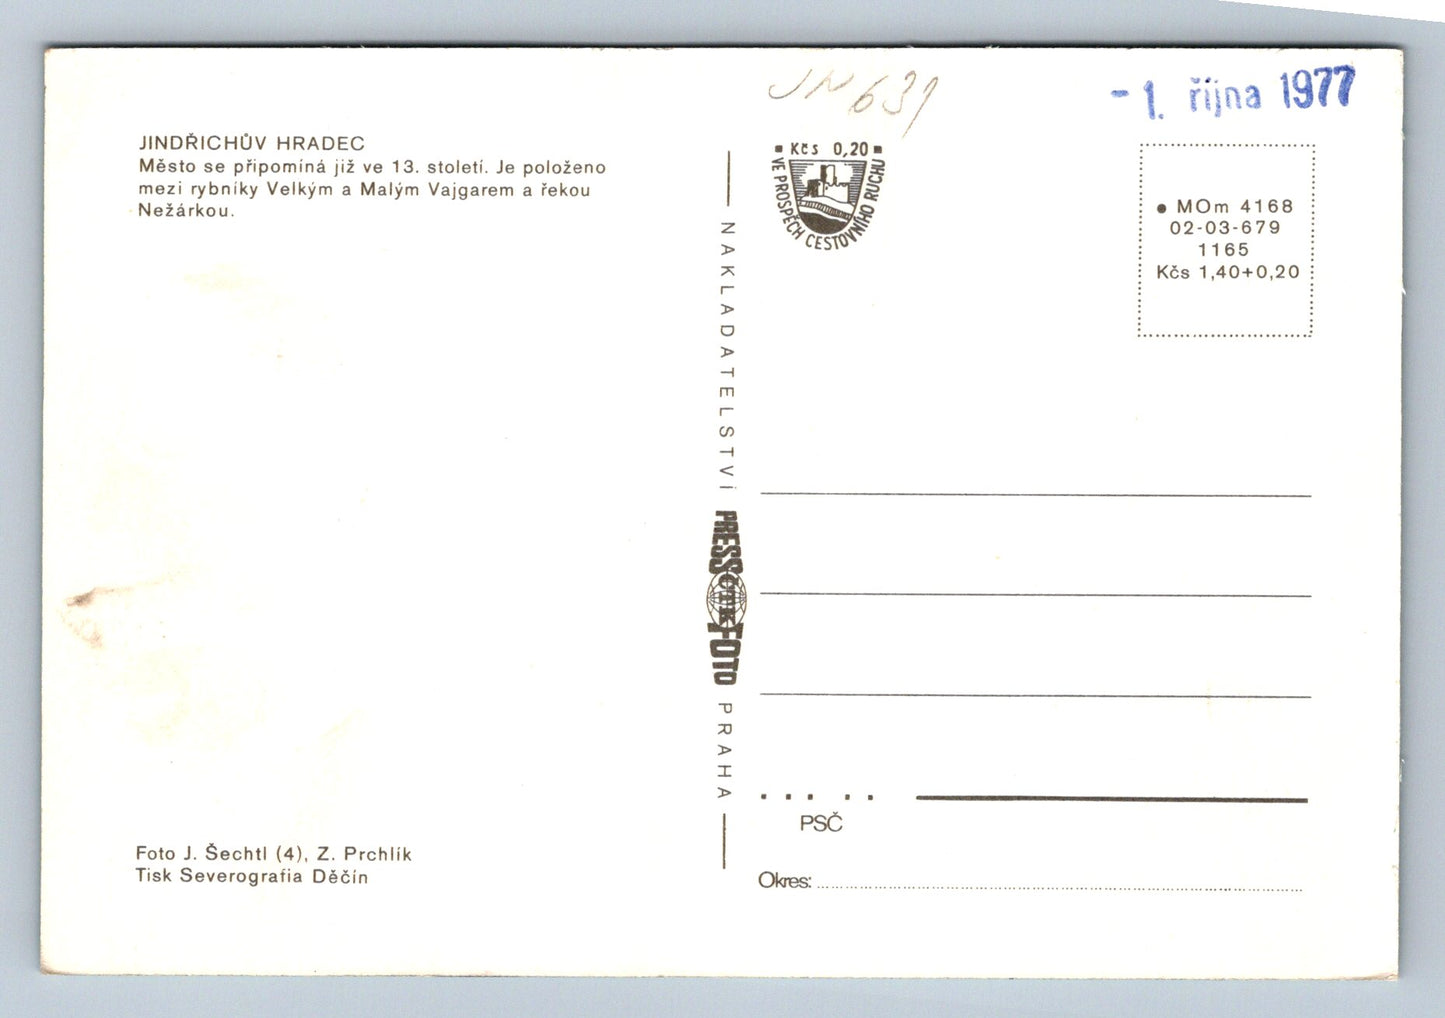 JINDŘICHŮV HRADEC
Město se připomíná již ve 13. století. Je položeno
mezi rybníky Velkým a Malým Vajgarem a řekou
Nežárkou.
Foto J. Šechtl (4), Z. Prchlík
Tisk Severografia Děčín
NAKLADATELSTVÍ
PRESSFOTO
ČTK
PRAHA
JN 639
- 1. října 1977
Kčs 0,20
VE PROSPĚCH CESTOVNÍHO RUCHU
• MOm 4168
02-03-679
1165
Kčs 1,40+0,20
PSČ
Okres: